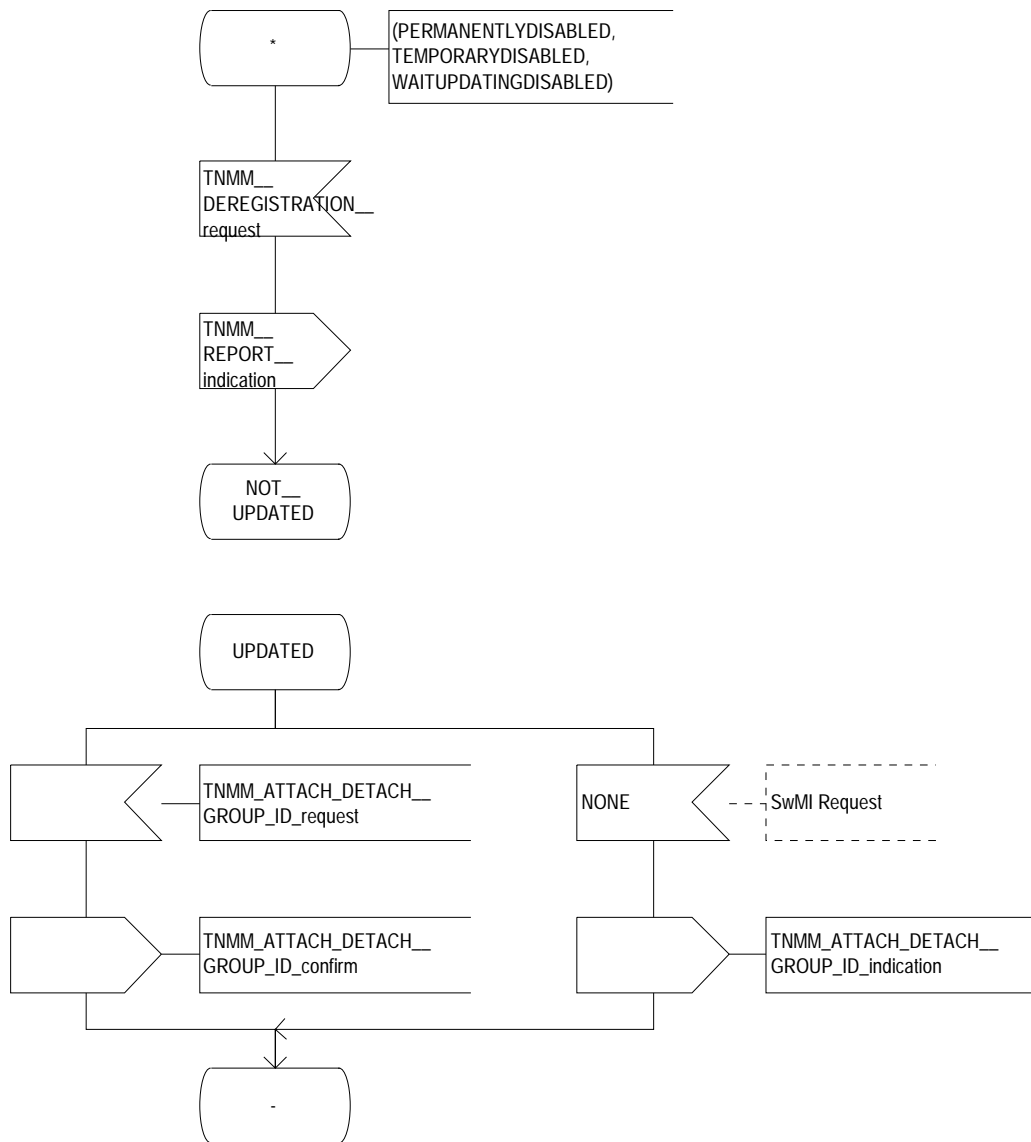 *
(PERMANENTLYDISABLED,
TEMPORARYDISABLED,
WAITUPDATINGDISABLED)
TNMM__
DEREGISTRATION__
request
TNMM__
REPORT__
indication
NOT__
UPDATED
UPDATED
TNMM_ATTACH_DETACH__
GROUP_ID_request
NONE
SwMI Request
TNMM_ATTACH_DETACH__
GROUP_ID_confirm
TNMM_ATTACH_DETACH__
GROUP_ID_indication
-